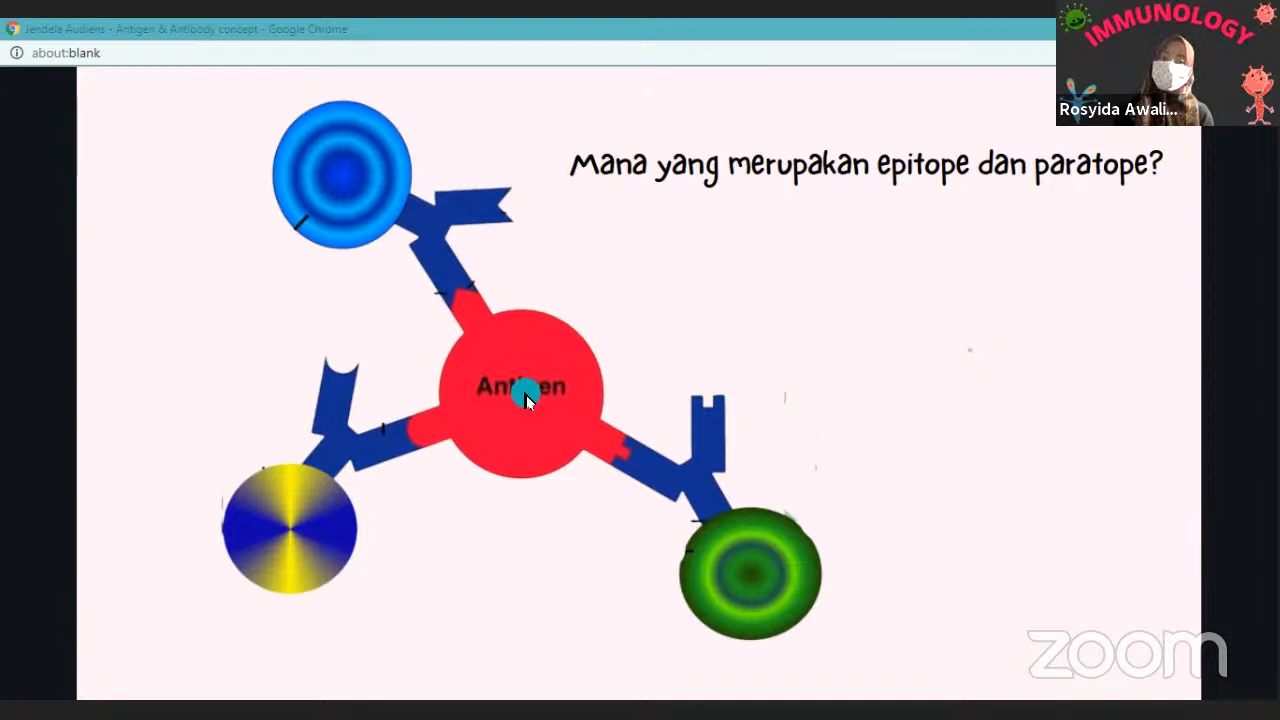 Jendela Audiens - Antigen & Antibody concept - Google Chrome
about:blank
IMMUNOLOGY
Rosyida Awali...
Mana yang merupakan epitope dan paratope?
Antigen
zoom